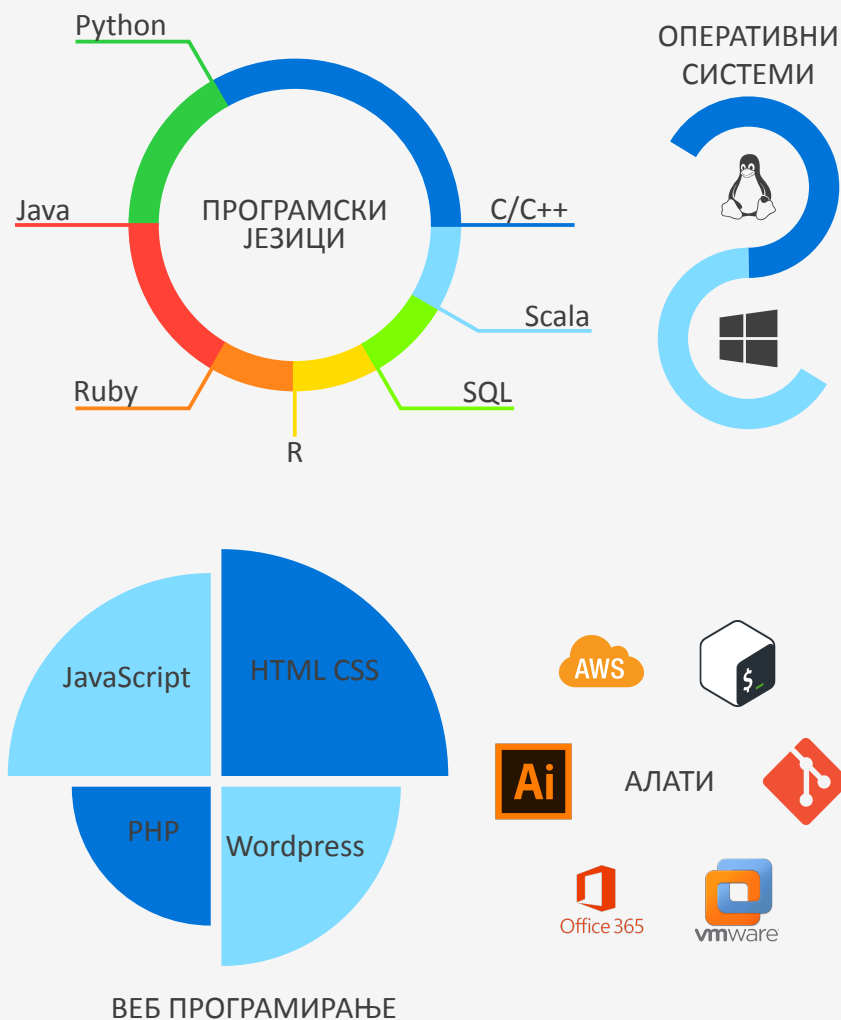 Python
Java
ПРОГРАМСКИ
ЈЕЗИЦИ
C/C++
Scala
Ruby
SQL
R
ОПЕРАТИВНИ
СИСТЕМИ
JavaScript
HTML CSS
PHP
Wordpress
ВЕБ ПРОГРАМИРАЊЕ
AWS
$_
Ai
АЛАТИ
Office 365
vmware